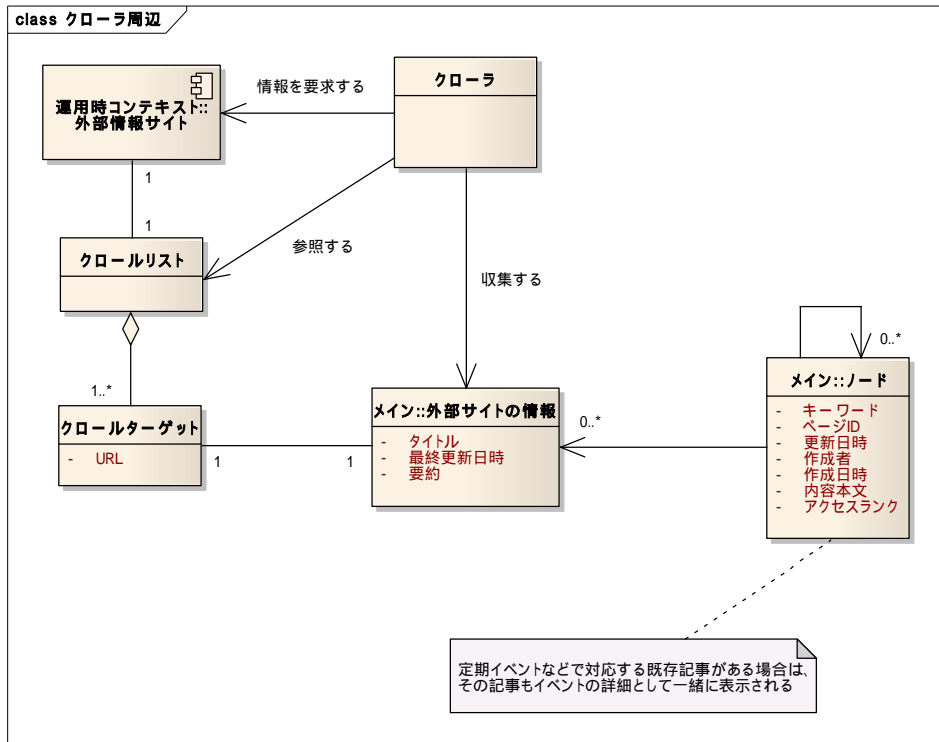 class クローラ周辺
運用時コンテキスト::
外部情報サイト
情報を要求する
クローラ
1
1
クロールリスト
参照する
収集する
1..*
クロールターゲット
- URL
1
1
メイン::外部サイトの情報
- タイトル
- 最終更新日時
- 要約
0..*
0..*
メイン::ノード
- キーワード
- ページID
- 更新日時
- 作成者
- 作成日時
- 内容本文
- アクセスランク
定期イベントなどで対応する既存記事がある場合は、
その記事もイベントの詳細として一緒に表示される